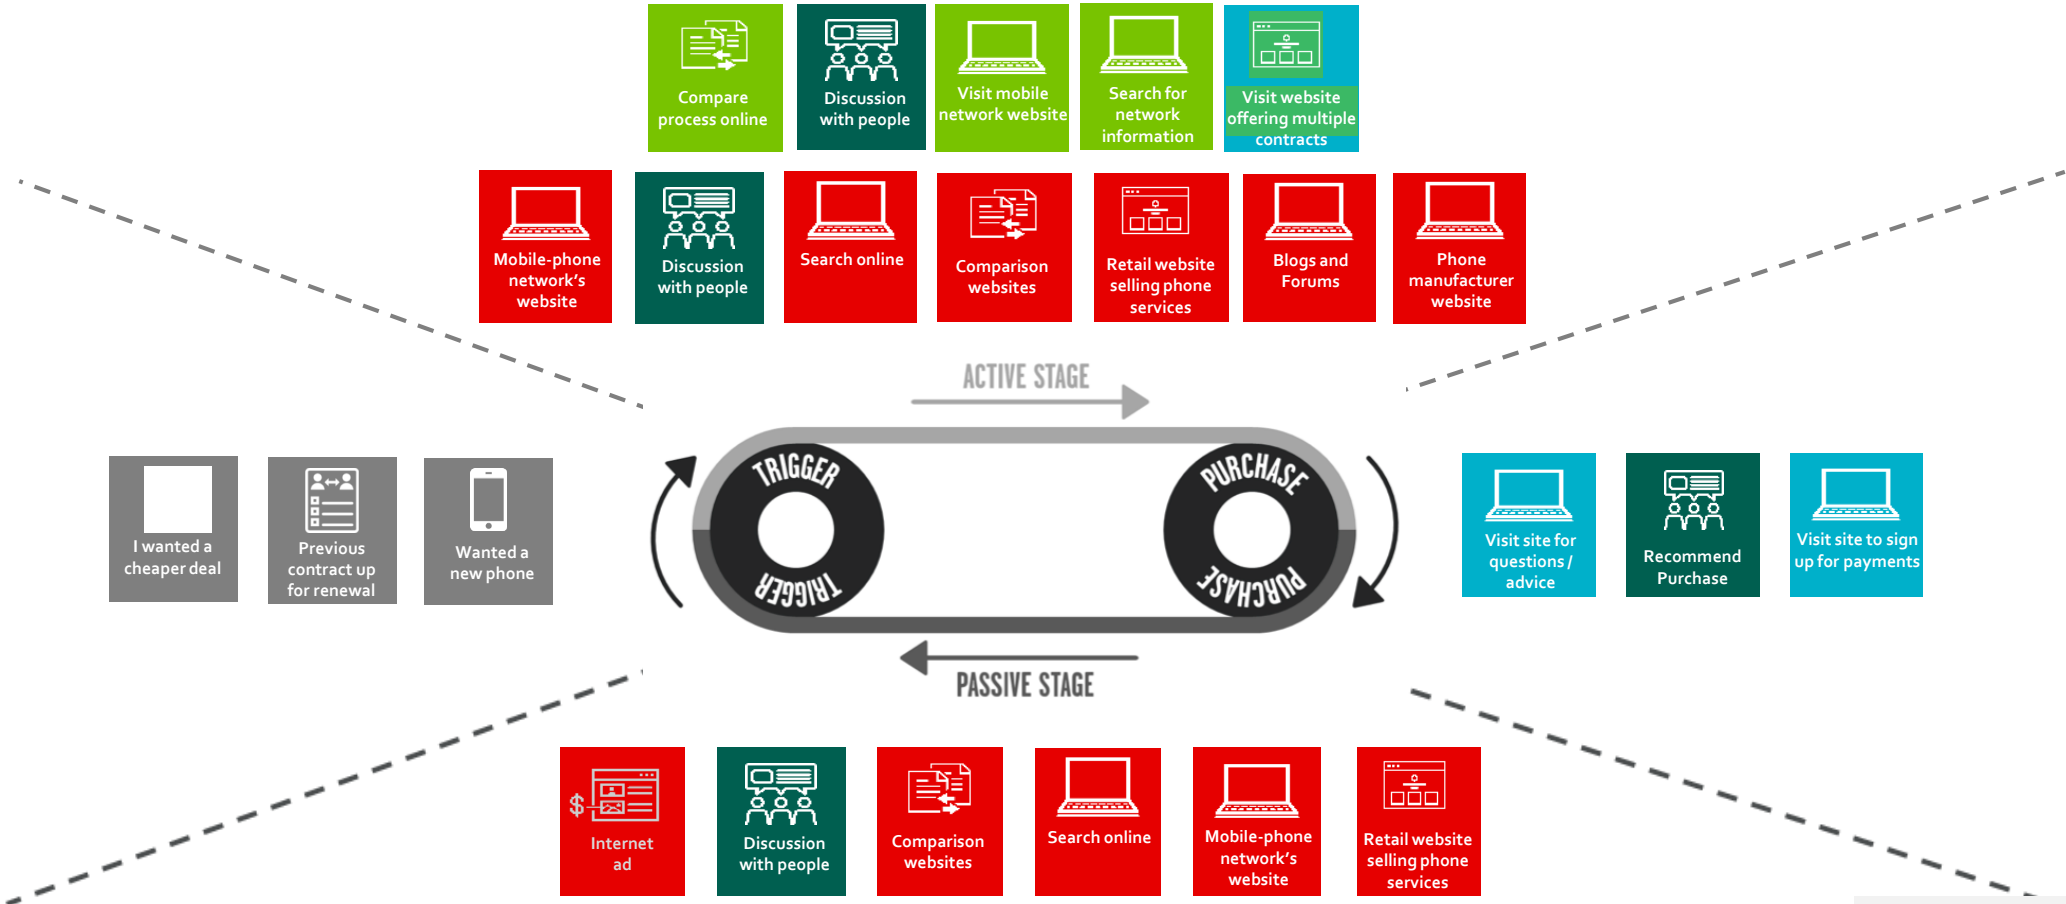 Compare
process online
Discussion
with people
Visit mobile
network website
Search for
network
information
Visit website
offering multiple
contracts
Mobile-phone
network's
website
Discussion
with people
Search online
Comparison
websites
Retail website
selling phone
services
Blogs and
Forums
Phone
manufacturer
website
ACTIVE STAGE
I wanted a
cheaper deal
Previous
contract up
for renewal
Wanted a
new phone
TRIGGER
TRIGGER
PURCHASE
PURCHASE
Visit site for
questions /
advice
Recommend
Purchase
Visit site to sign
up for payments
PASSIVE STAGE
$
Internet
ad
Discussion
with people
Comparison
websites
Search online
Mobile-phone
network's
website
Retail website
selling phone
services